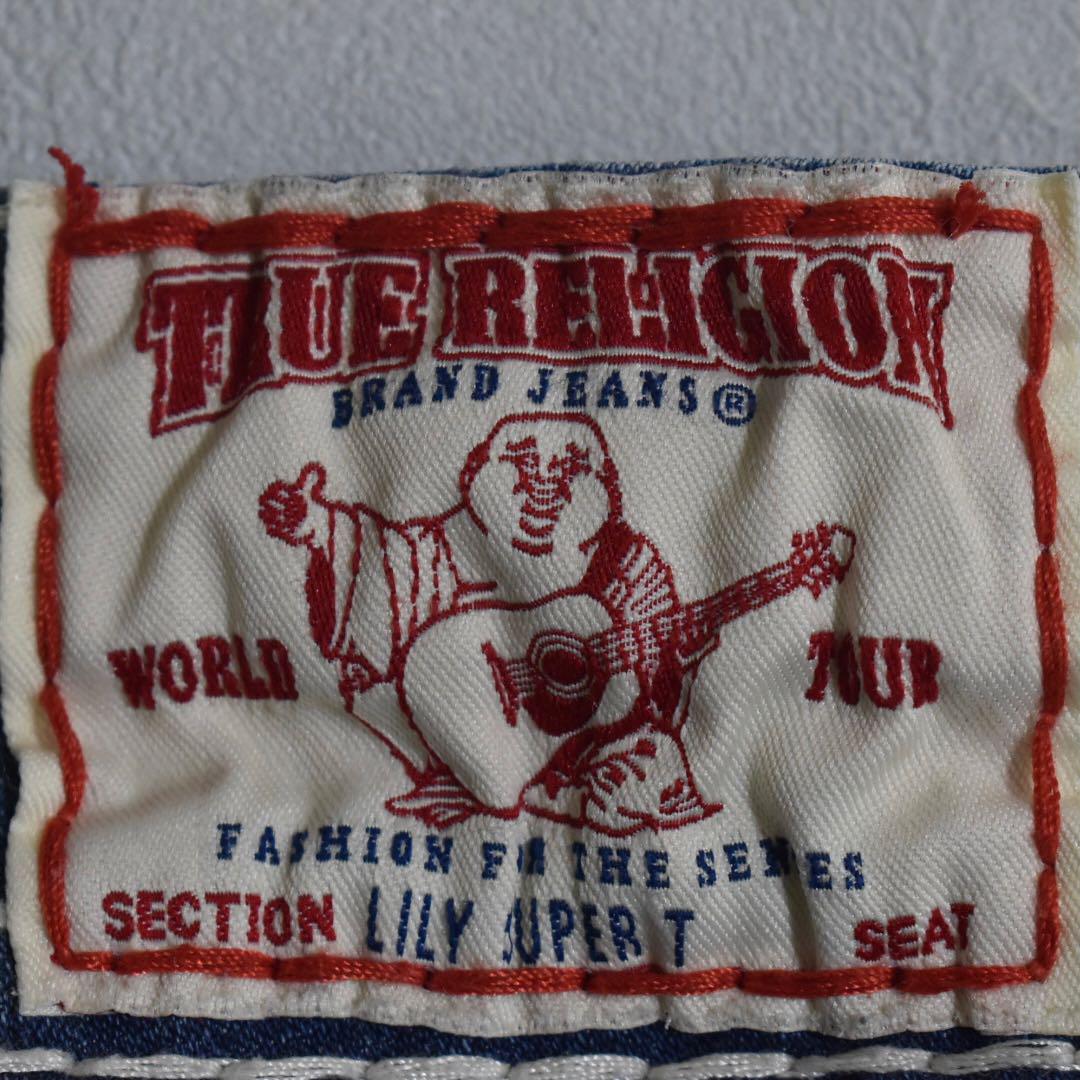 TRUE RELIGION
BRAND JEANS®
WORLD TOUR
FASHION FOR THE SENSES
SECTION LILY SUPER T SEAT